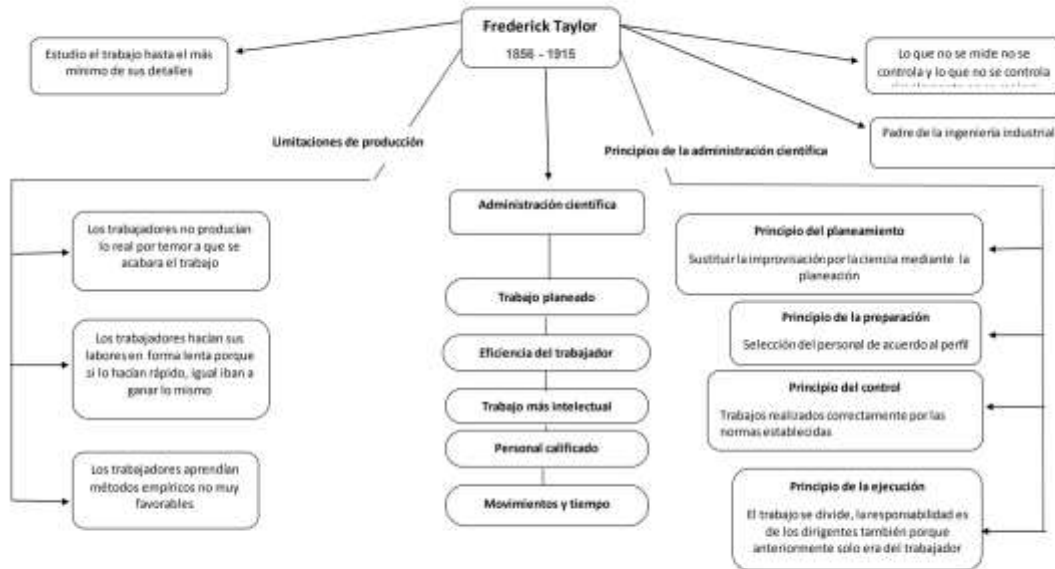 Frederick Taylor
1856 - 1915
Estudio el trabajo hasta el más
mínimo de sus detalles
Lo que no se mide no se
controla y lo que no se controla
Padre de la ingeniería industrial
Limitaciones de producción
Principios de la administración científica
Los trabajadores no producían
lo real por temor a que se
acabara el trabajo
Los trabajadores hacían sus
labores en forma lenta porque
si lo hacían rápido, igual iban a
ganar lo mismo
Los trabajadores aprendían
métodos empíricos no muy
favorables
Administración científica
Trabajo planeado
Eficiencia del trabajador
Trabajo más intelectual
Personal calificado
Movimientos y tiempo
Principio del planeamiento
Sustituir la improvisación por la ciencia mediante la
planeación
Principio de la preparación
Selección del personal de acuerdo al perfil
Principio del control
Trabajos realizados correctamente por las
normas establecidas
Principio de la ejecución
El trabajo se divide, la responsabilidad es
de los dirigentes también porque
anteriormente solo era del trabajador